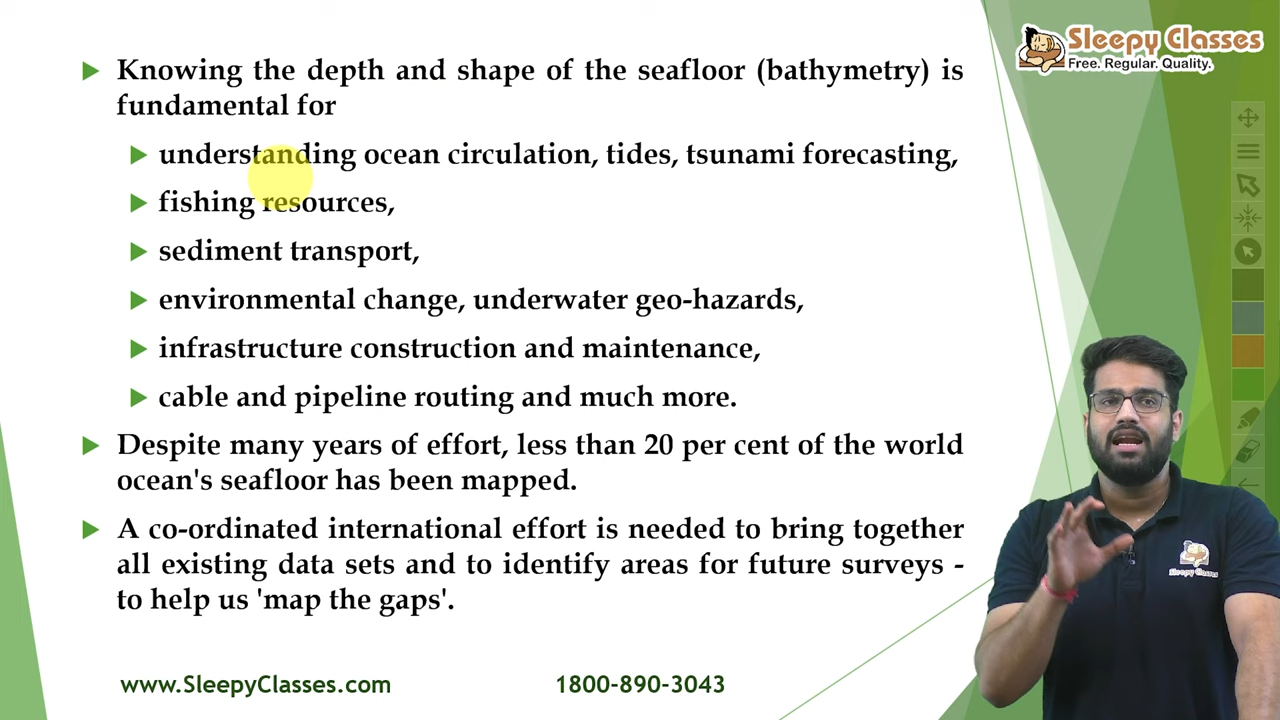 Sleepy Classes
Free. Regular. Quality.
Knowing the depth and shape of the seafloor (bathymetry) is
fundamental for
understanding ocean circulation, tides, tsunami forecasting,
fishing resources,
sediment transport,
environmental change, underwater geo-hazards,
infrastructure construction and maintenance,
cable and pipeline routing and much more.
Despite many years of effort, less than 20 per cent of the world
ocean's seafloor has been mapped.
A co-ordinated international effort is needed to bring together
all existing data sets and to identify areas for future surveys -
to help us 'map the gaps'.
Sleepy Classes
www.SleepyClasses.com
1800-890-3043